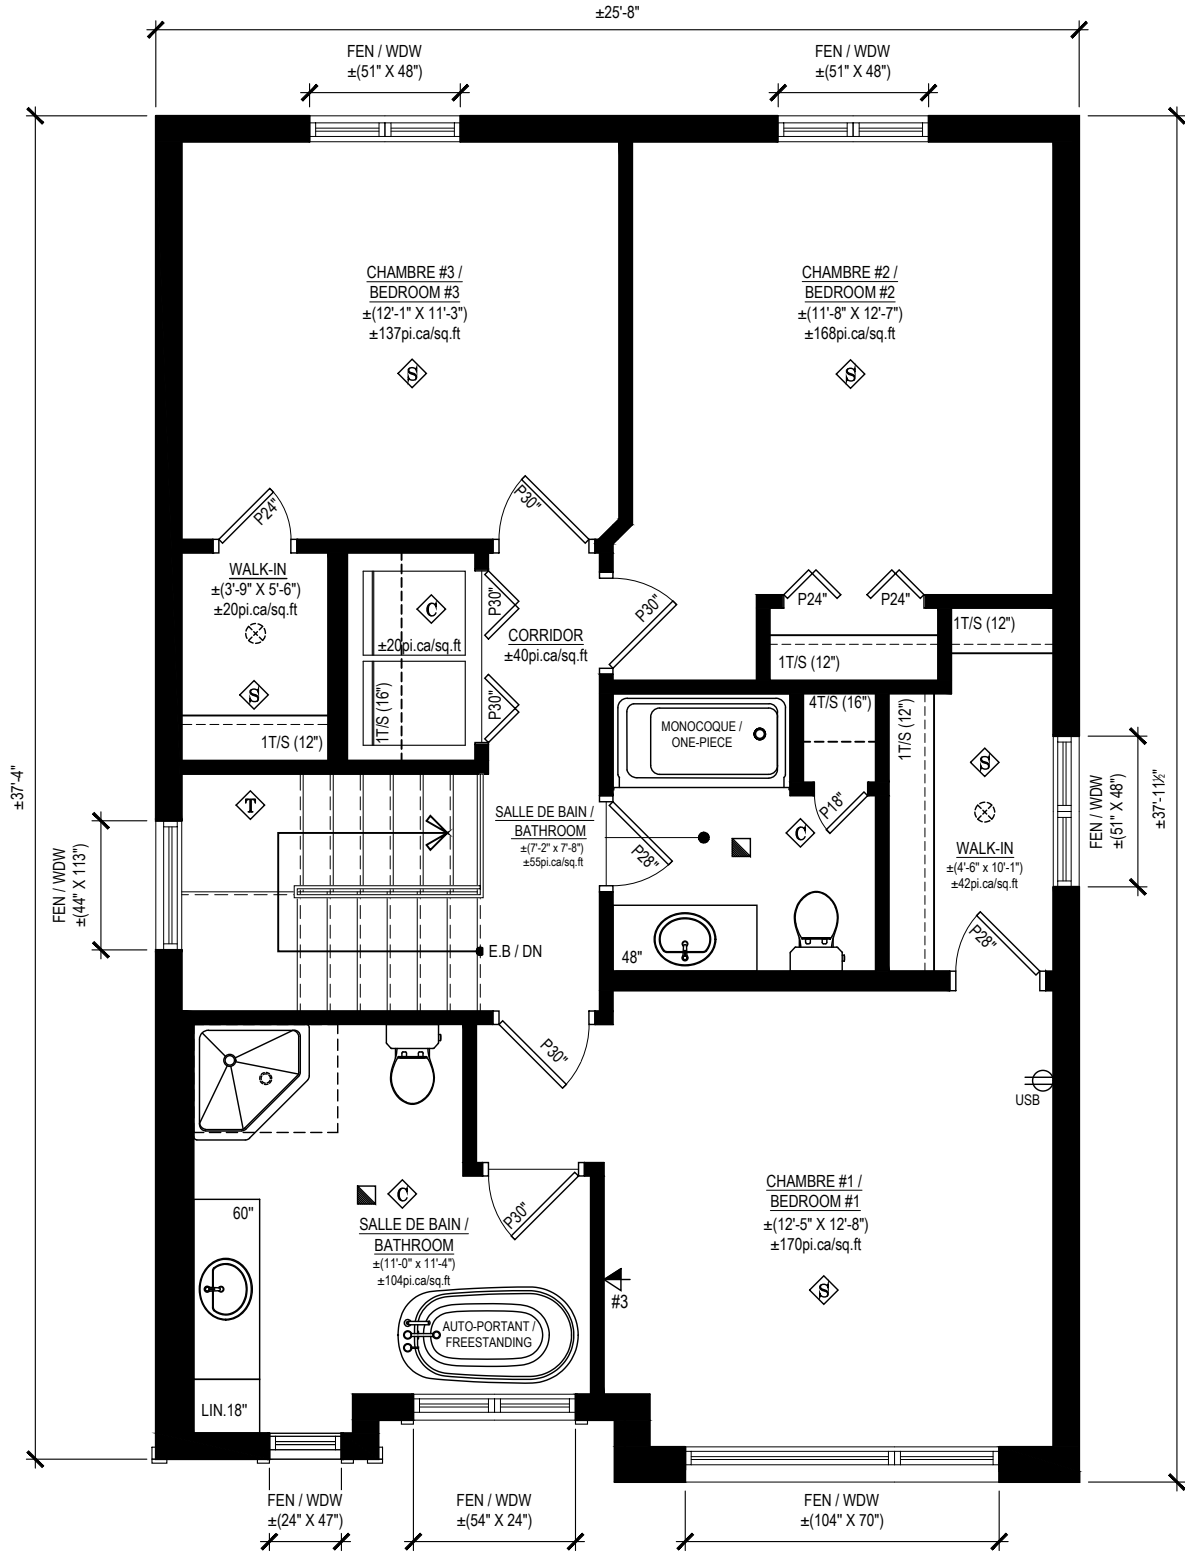 ±25'-8"
FEN / WDW
±(51" X 48")
FEN / WDW
±(51" X 48")
±37'-4"
±37'-11½"
CHAMBRE #3 /
BEDROOM #3
±(12'-1" X 11'-3")
±137pi.ca/sq.ft
S
CHAMBRE #2 /
BEDROOM #2
±(11'-8" X 12'-7")
±168pi.ca/sq.ft
S
P24"
P30"
WALK-IN
±(3'-9" X 5'-6")
±20pi.ca/sq.ft
S
1T/S (12")
C
±20pi.ca/sq.ft
1T/S (16")
P30"
P30"
CORRIDOR
±40pi.ca/sq.ft
P30"
P24"
P24"
1T/S (12")
1T/S (12")
MONOCOQUE /
ONE-PIECE
4T/S (16")
1T/S (12")
P18"
S
WALK-IN
±(4'-6" x 10'-1")
±42pi.ca/sq.ft
P28"
FEN / WDW
±(51" X 48")
T
FEN / WDW
±(44" X 113")
SALLE DE BAIN /
BATHROOM
±(7'-2" x 7'-8")
±55pi.ca/sq.ft
P28"
C
48"
E.B / DN
P30"
USB
60"
C
SALLE DE BAIN /
BATHROOM
±(11'-0" x 11'-4")
±104pi.ca/sq.ft
P30"
CHAMBRE #1 /
BEDROOM #1
±(12'-5" X 12'-8")
±170pi.ca/sq.ft
S
#3
AUTO-PORTANT /
FREESTANDING
LIN.18"
FEN / WDW
±(24" X 47")
FEN / WDW
±(54" X 24")
FEN / WDW
±(104" X 70")